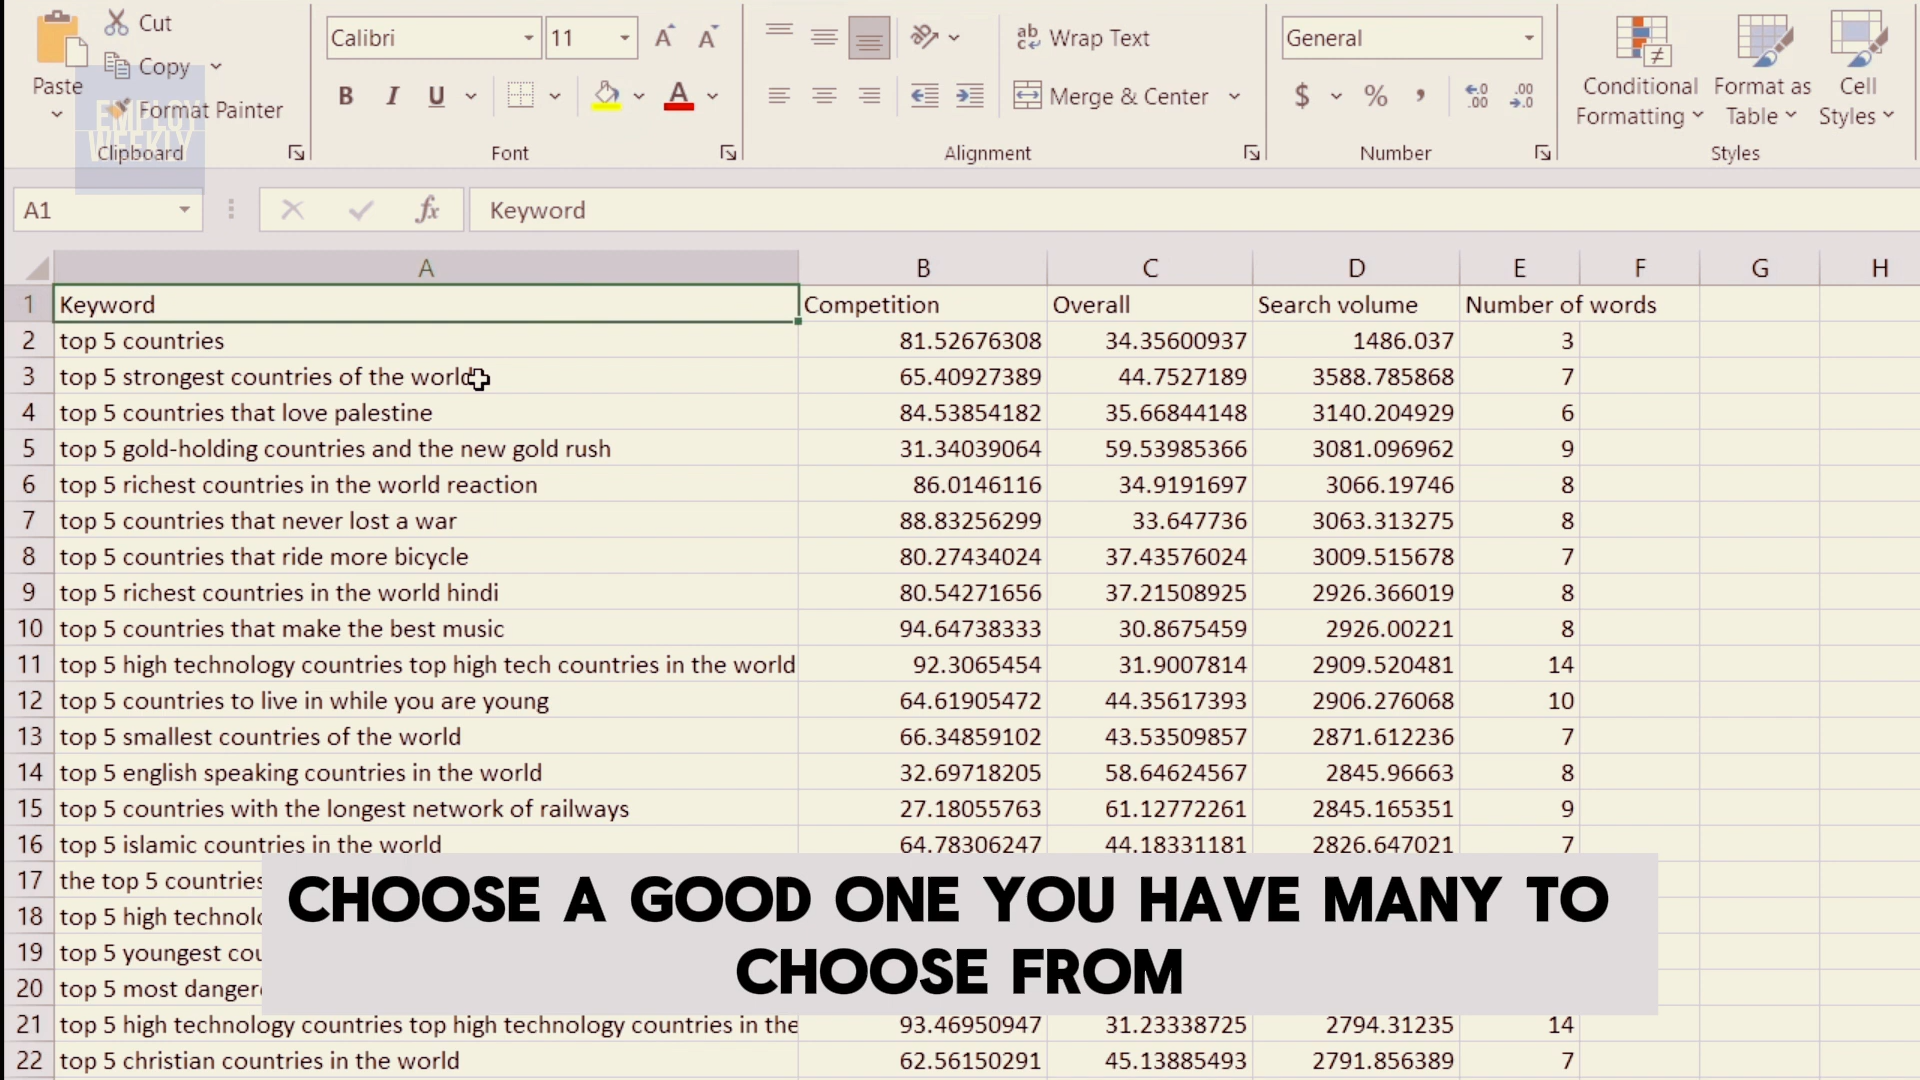 Paste
Cut
Copy
Format Painter
Clipboard
EMPLOY
WEEKLY
Calibri
11
A A
B I U A
Font
ab
c Wrap Text
Merge & Center
Alignment
General
$ % ,
Number
Conditional
Formatting
Format as
Table
Cell
Styles
Styles
A1
fx
Keyword
A B C D E F G H
1 Keyword Competition Overall Search volume Number of words
2 top 5 countries 81.52676308 34.35600937 1486.037 3
3 top 5 strongest countries of the world 65.40927389 44.7527189 3588.785868 7
4 top 5 countries that love palestine 84.53854182 35.66844148 3140.204929 6
5 top 5 gold-holding countries and the new gold rush 31.34039064 59.53985366 3081.096962 9
6 top 5 richest countries in the world reaction 86.0146116 34.9191697 3066.19746 8
7 top 5 countries that never lost a war 88.83256299 33.647736 3063.313275 8
8 top 5 countries that ride more bicycle 80.27434024 37.43576024 3009.515678 7
9 top 5 richest countries in the world hindi 80.54271656 37.21508925 2926.366019 8
10 top 5 countries that make the best music 94.64738333 30.8675459 2926.00221 8
11 top 5 high technology countries top high tech countries in the world 92.3065454 31.9007814 2909.520481 14
12 top 5 countries to live in while you are young 64.61905472 44.35617393 2906.276068 10
13 top 5 smallest countries of the world 66.34859102 43.53509857 2871.612236 7
14 top 5 english speaking countries in the world 32.69718205 58.64624567 2845.96663 8
15 top 5 countries with the longest network of railways 27.18055763 61.12772261 2845.165351 9
16 top 5 islamic countries in the world 64.78306247 44.18331181 2826.647021 7
17 the top 5 countries
18 top 5 high
19 top 5 youngest
20 top 5 most
CHOOSE A GOOD ONE YOU HAVE MANY TO
CHOOSE FROM
21 top 5 high technology countries top high technology countries in the 93.46950947 31.23338725 2794.31235 14
22 top 5 christian countries in the world 62.56150291 45.13885493 2791.856389 7